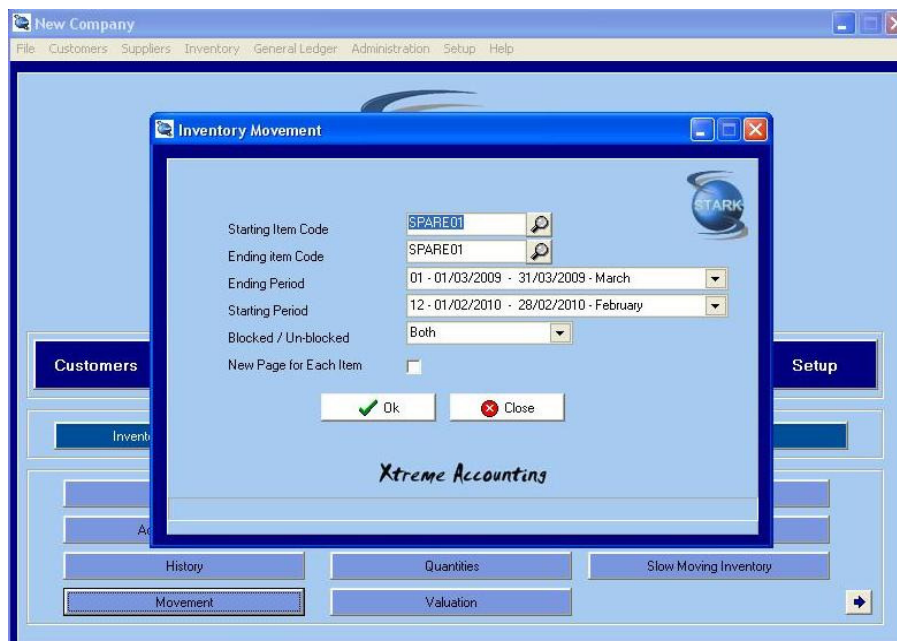 New Company
File Customers Suppliers Inventory General Ledger Administration Setup Help
Inventory Movement
STARK
Starting Item Code SPARE01
Ending item Code SPARE01
Ending Period 01 - 01/03/2009 - 31/03/2009 - March
Starting Period 12 - 01/02/2010 - 28/02/2010 - February
Blocked / Un-blocked Both
New Page for Each Item
Ok Close
Xtreme Accounting
Customers Setup
Invent
History Quantities Slow Moving Inventory
Movement Valuation